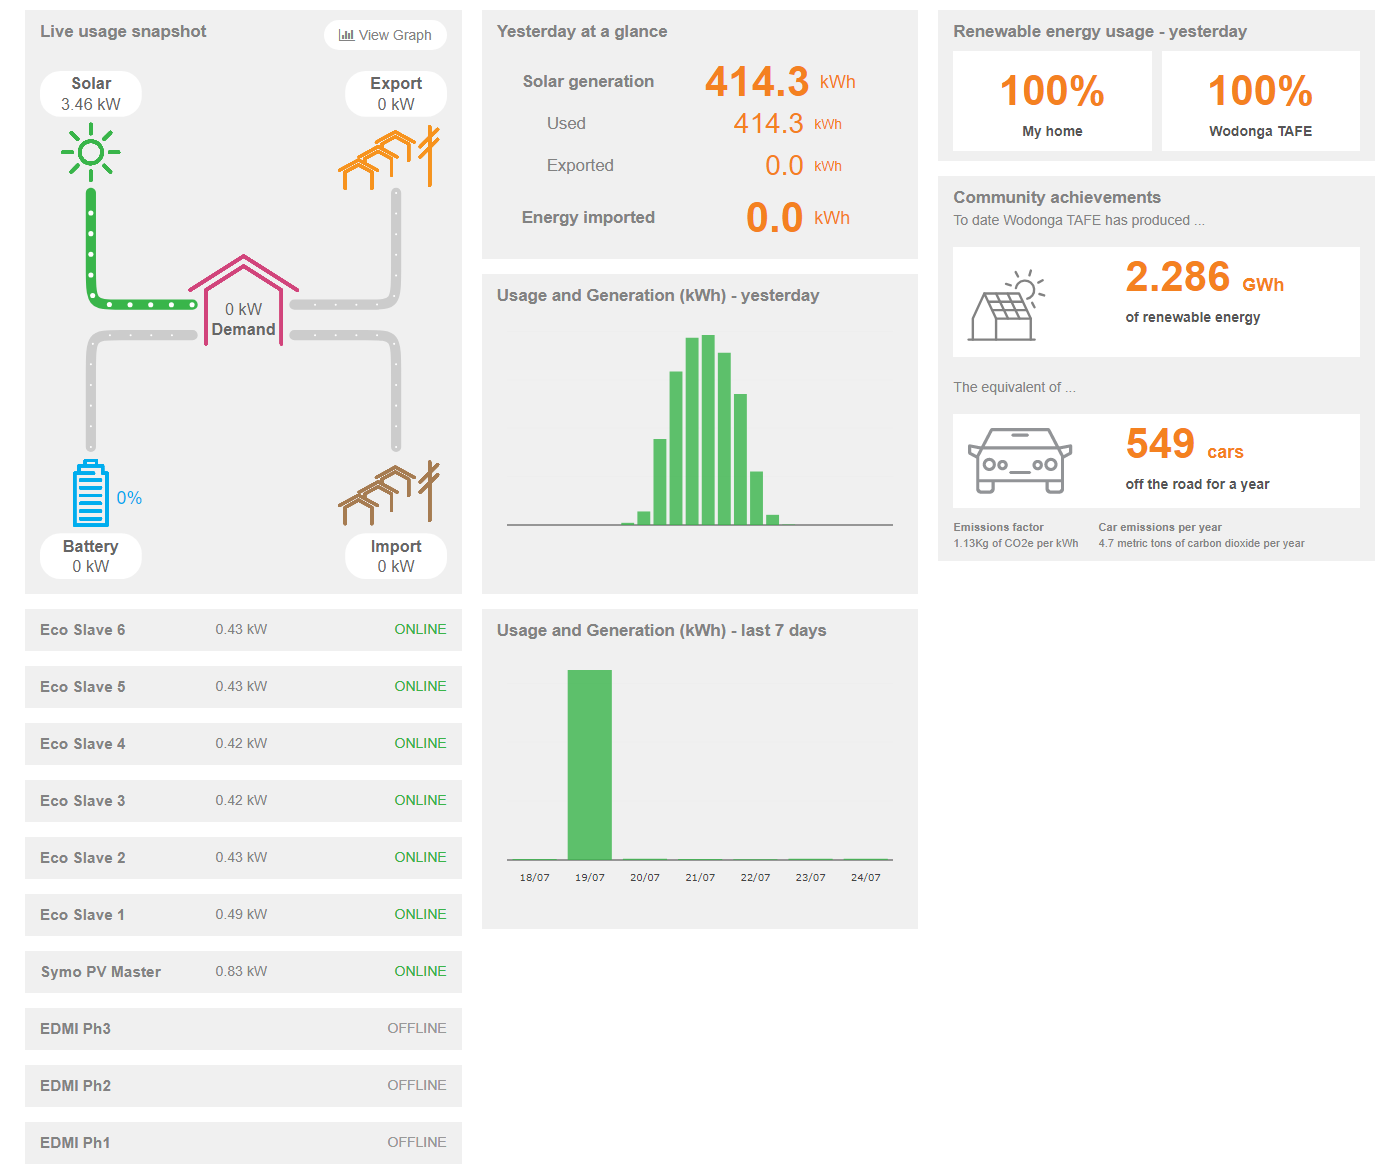 Live usage snapshot
View Graph
Solar
3.46 kW
Export
0 kW
0 kW
Demand
0%
Battery
0 kW
Import
0 kW
Eco Slave 6 0.43 kW ONLINE
Eco Slave 5 0.43 kW ONLINE
Eco Slave 4 0.42 kW ONLINE
Eco Slave 3 0.42 kW ONLINE
Eco Slave 2 0.43 kW ONLINE
Eco Slave 1 0.49 kW ONLINE
Symo PV Master 0.83 kW ONLINE
EDMI Ph3 OFFLINE
EDMI Ph2 OFFLINE
EDMI Ph1 OFFLINE
Yesterday at a glance
Solar generation 414.3 kWh
Used 414.3 kWh
Exported 0.0 kWh
Energy imported 0.0 kWh
Usage and Generation (kWh) - yesterday
Usage and Generation (kWh) - last 7 days
18/07 19/07 20/07 21/07 22/07 23/07 24/07
Renewable energy usage - yesterday
100%
My home
100%
Wodonga TAFE
Community achievements
To date Wodonga TAFE has produced ...
2.286 GWh
of renewable energy
The equivalent of ...
549 cars
off the road for a year
Emissions factor
1.13Kg of CO2e per kWh
Car emissions per year
4.7 metric tons of carbon dioxide per year